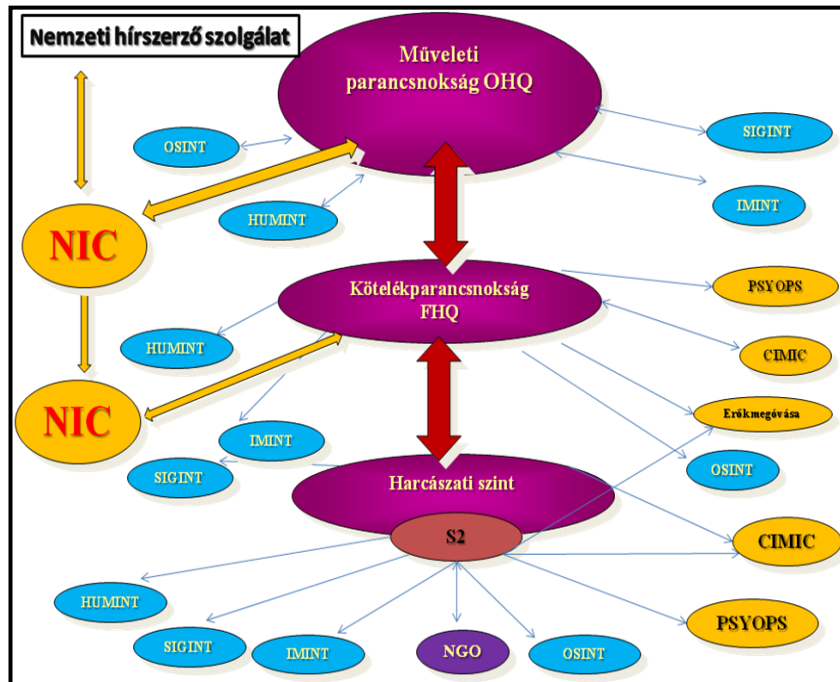 Nemzeti hírszerző szolgálat
Műveleti
parancsnokság OHQ
OSINT
SIGINT
HUMINT
IMINT
NIC
Kötelékparancsnokság
FHQ
PSYOPS
HUMINT
CIMIC
NIC
Erőkmegóvása
IMINT
SIGINT
OSINT
Harcászati szint
S2
CIMIC
HUMINT
PSYOPS
SIGINT
IMINT
NGO
OSINT